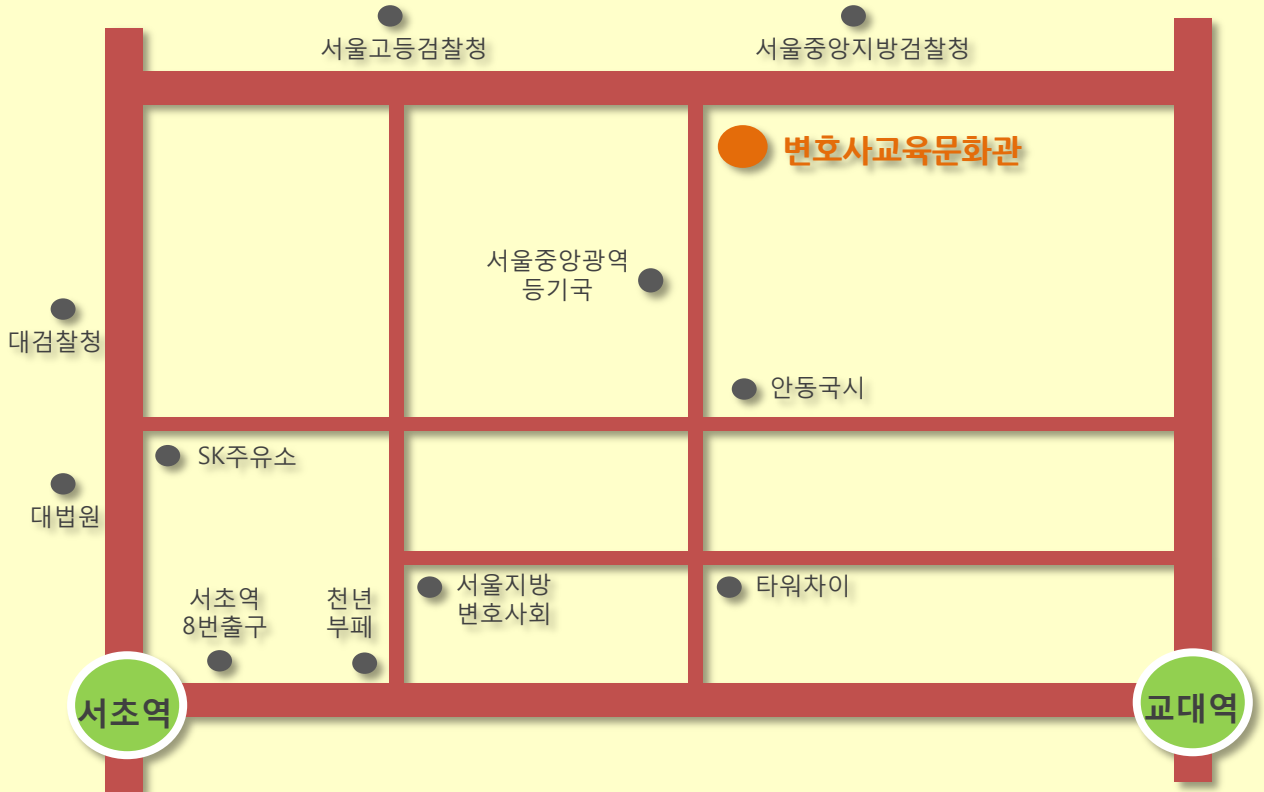 서울고등검찰청
서울중앙지방검찰청
변호사교육문화관
서울중앙광역
등기국
대검찰청
안동국시
SK주유소
대법원
서울지방
변호사회
타워차이
서초역
8번출구
천년
부페
서초역
교대역